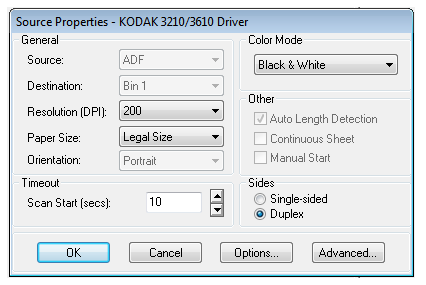 Source Properties - KODAK 3210/3610 Driver
General
Source: ADF
Destination: Bin 1
Resolution (DPI): 200
Paper Size: Legal Size
Orientation: Portrait
Color Mode
Black & White
Other
Auto Length Detection
Continuous Sheet
Manual Start
Timeout
Scan Start (secs): 10
Sides
Single-sided
Duplex
OK Cancel Options... Advanced...